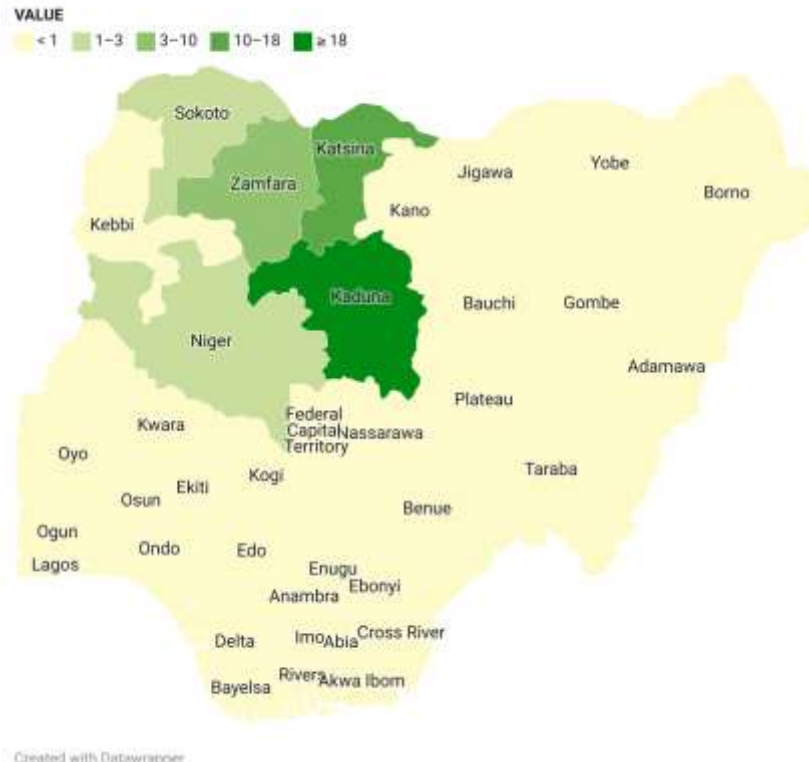 VALUE
< 1 1–3 3–10 10–18 ≥ 18
Sokoto
Katsina
Zamfara
Jigawa
Yobe
Borno
Kebbi
Kano
Kaduna
Bauchi
Gombe
Niger
Adamawa
Plateau
Federal
Capital
Territory
Nassarawa
Kwara
Oyo
Taraba
Kogi
Ekiti
Osun
Benue
Ogun
Ondo
Edo
Lagos
Enugu
Ebonyi
Anambra
Delta
Imo
Abia
Cross River
Rivers
Akwa Ibom
Bayelsa
Created with Datawrapper